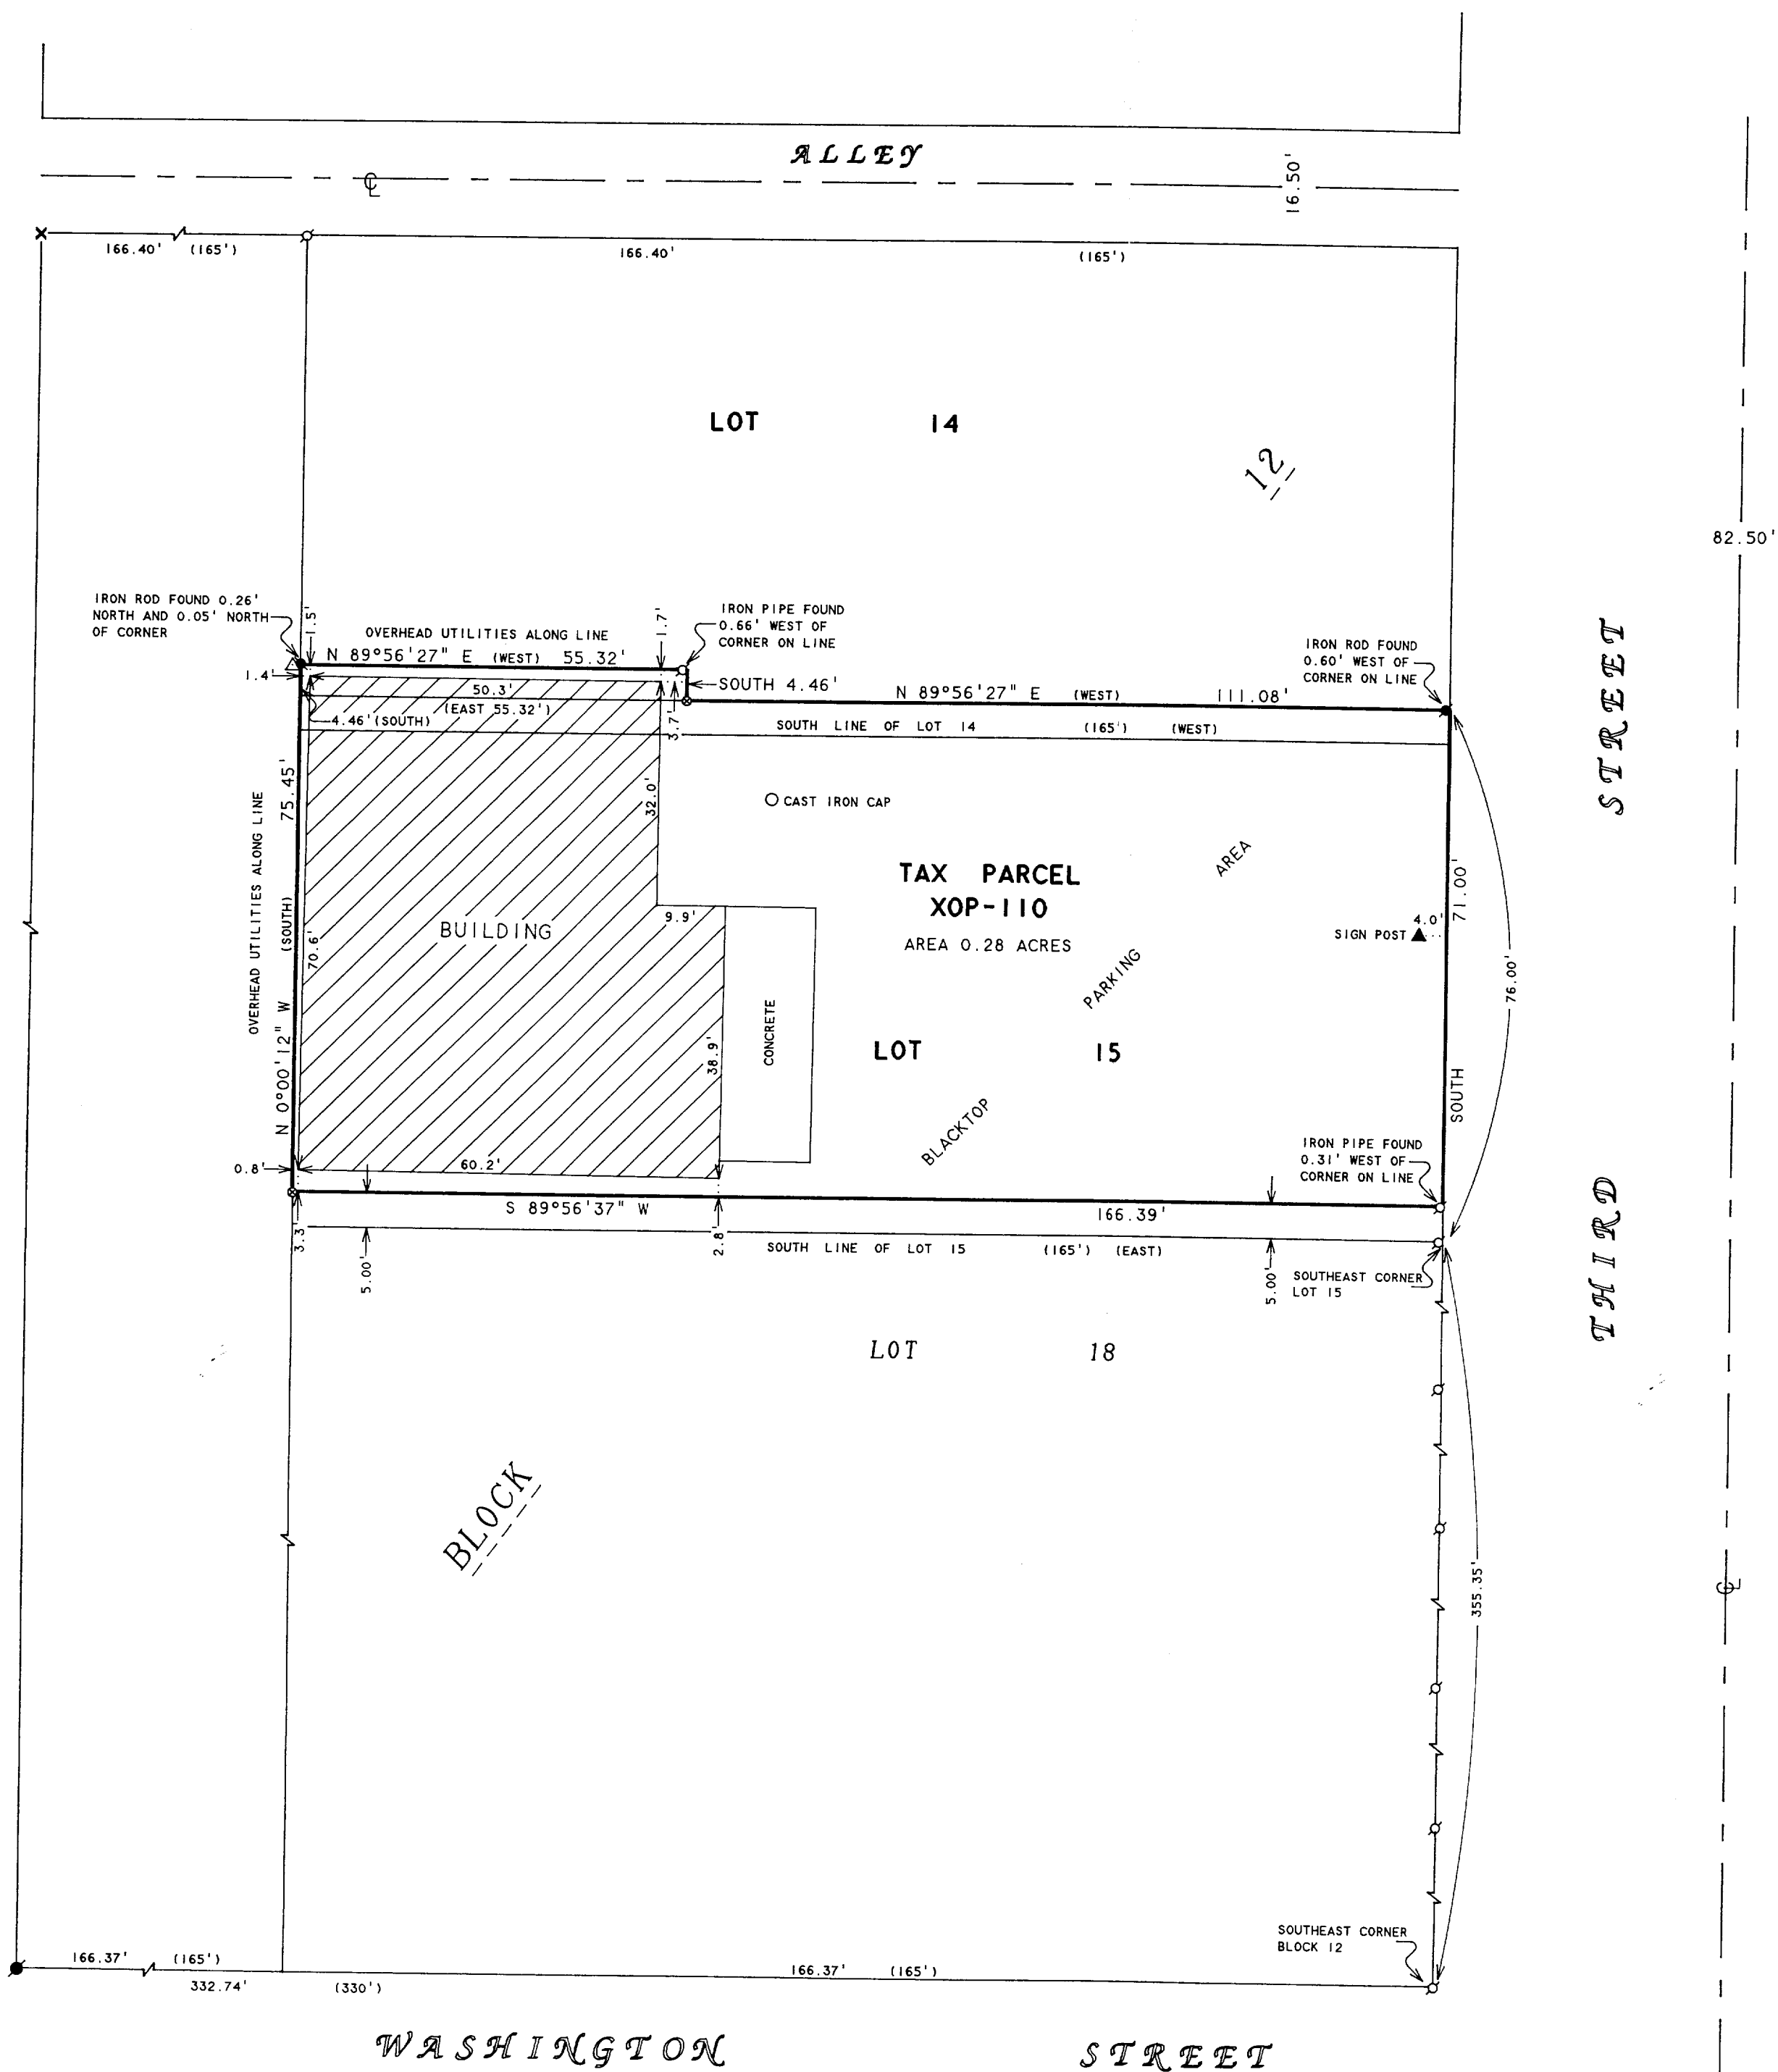 ALLEY
16.50'
℄
166.40' (165')
166.40'
(165')
LOT 14
12
82.50'
IRON ROD FOUND 0.26'
NORTH AND 0.05' NORTH
OF CORNER
1.5'
OVERHEAD UTILITIES ALONG LINE
N 89°56'27" E (WEST) 55.32'
1.7'
IRON PIPE FOUND
0.66' WEST OF
CORNER ON LINE
IRON ROD FOUND
0.60' WEST OF
CORNER ON LINE
1.4'
50.3'
(EAST 55.32')
4.46' (SOUTH)
3.7'
SOUTH 4.46'
N 89°56'27" E (WEST) 111.08'
SOUTH LINE OF LOT 14 (165') (WEST)
OVERHEAD UTILITIES ALONG LINE
N 0°00'12" W (SOUTH) 75.45'
70.6'
32.0'
CAST IRON CAP
TAX PARCEL
XOP-110
AREA 0.28 ACRES
BUILDING
9.9'
38.9'
CONCRETE
BLACKTOP PARKING AREA
SIGN POST
4.0'
SOUTH 71.00'
76.00'
LOT 15
IRON PIPE FOUND
0.31' WEST OF
CORNER ON LINE
0.8'
60.2'
S 89°56'37" W 166.39'
3.3'
5.00'
2.8'
SOUTH LINE OF LOT 15 (165') (EAST)
5.00'
SOUTHEAST CORNER
LOT 15
LOT 18
BLOCK
355.35'
℄
THIRD STREET
SOUTHEAST CORNER
BLOCK 12
166.37' (165')
166.37' (165')
332.74' (330')
WASHINGTON STREET